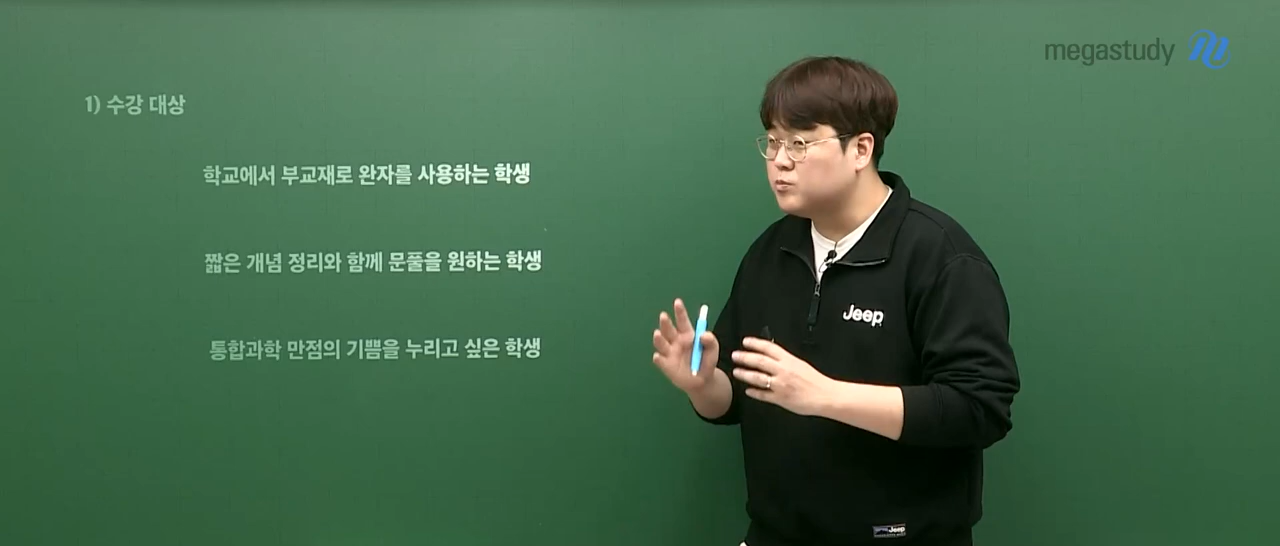 megastudy
1) 수강 대상
학교에서 부교재로 완자를 사용하는 학생
짧은 개념 정리와 함께 문풀을 원하는 학생
통합과학 만점의 기쁨을 누리고 싶은 학생
Jeep
Jeep